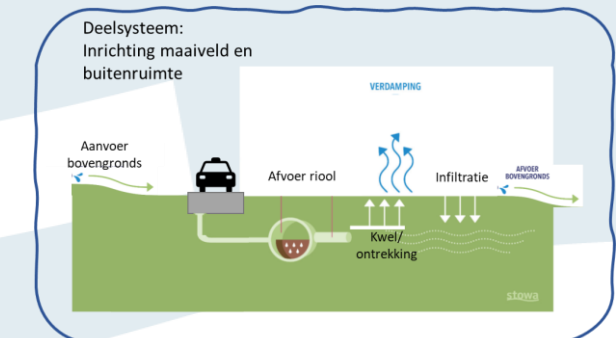 Deelsysteem:
Inrichting maaiveld en
buitenruimte
VERDAMPING
Aanvoer
bovengronds
Afvoer riool
Infiltratie
AFVOER
BOVENGRONDS
Kwel/
ontrekking
stowa